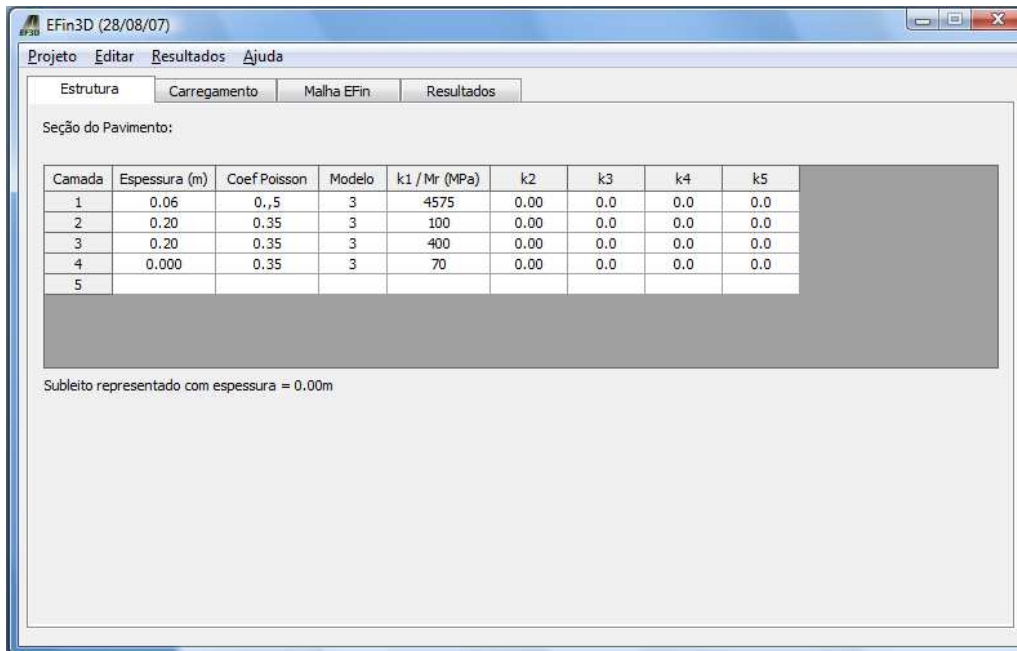 EFin3D (28/08/07)
Projeto Editar Resultados Ajuda
Estrutura Carregamento Malha EFin Resultados
Seção do Pavimento:
Camada Espessura (m) Coef Poisson Modelo k1 / Mr (MPa) k2 k3 k4 k5
1 0.06 0.,5 3 4575 0.00 0.0 0.0 0.0
2 0.20 0.35 3 100 0.00 0.0 0.0 0.0
3 0.20 0.35 3 400 0.00 0.0 0.0 0.0
4 0.000 0.35 3 70 0.00 0.0 0.0 0.0
5
Subleito representado com espessura = 0.00m